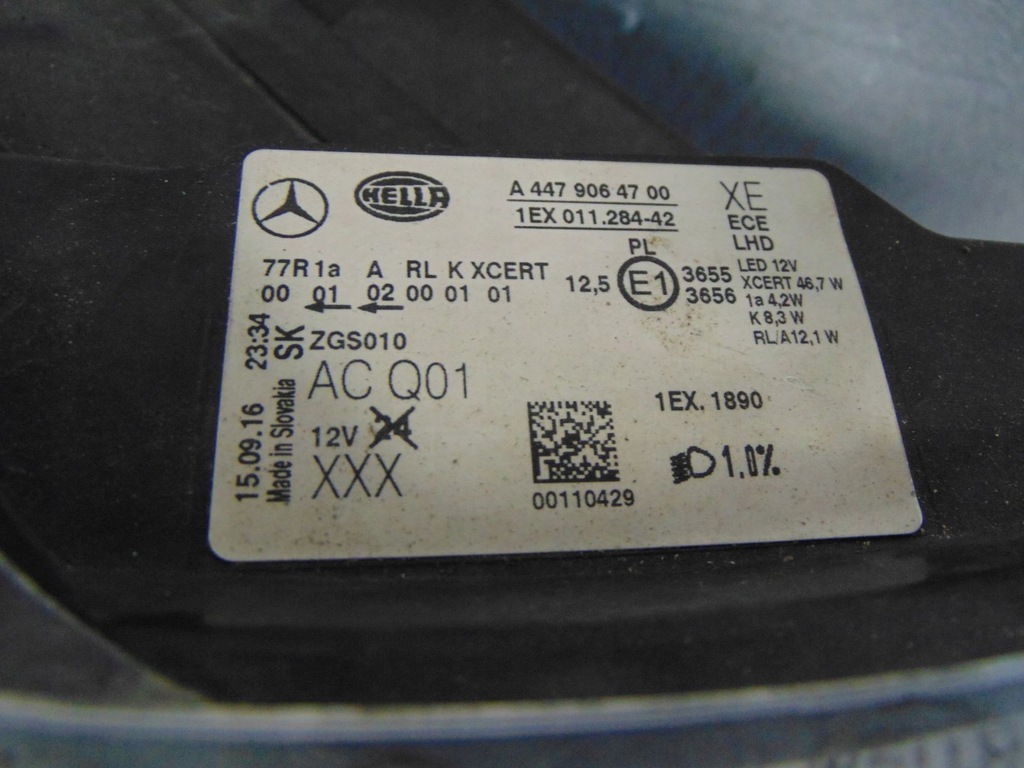 HELLA
A 447 906 47 00
1EX 011.284-42
XE
ECE
LHD
PL
77R 1a A RL K XCERT
00 01 02 00 01 01
12,5
E1
3655
3656
LED 12V
XCERT 46,7 W
1a 4,2W
K 8,3 W
RL/A12,1 W
15.09.16 23:34
Made in Slovakia SK
ZGS010
AC Q01
12V 24
XXX
00110429
1EX. 1890
1.0%